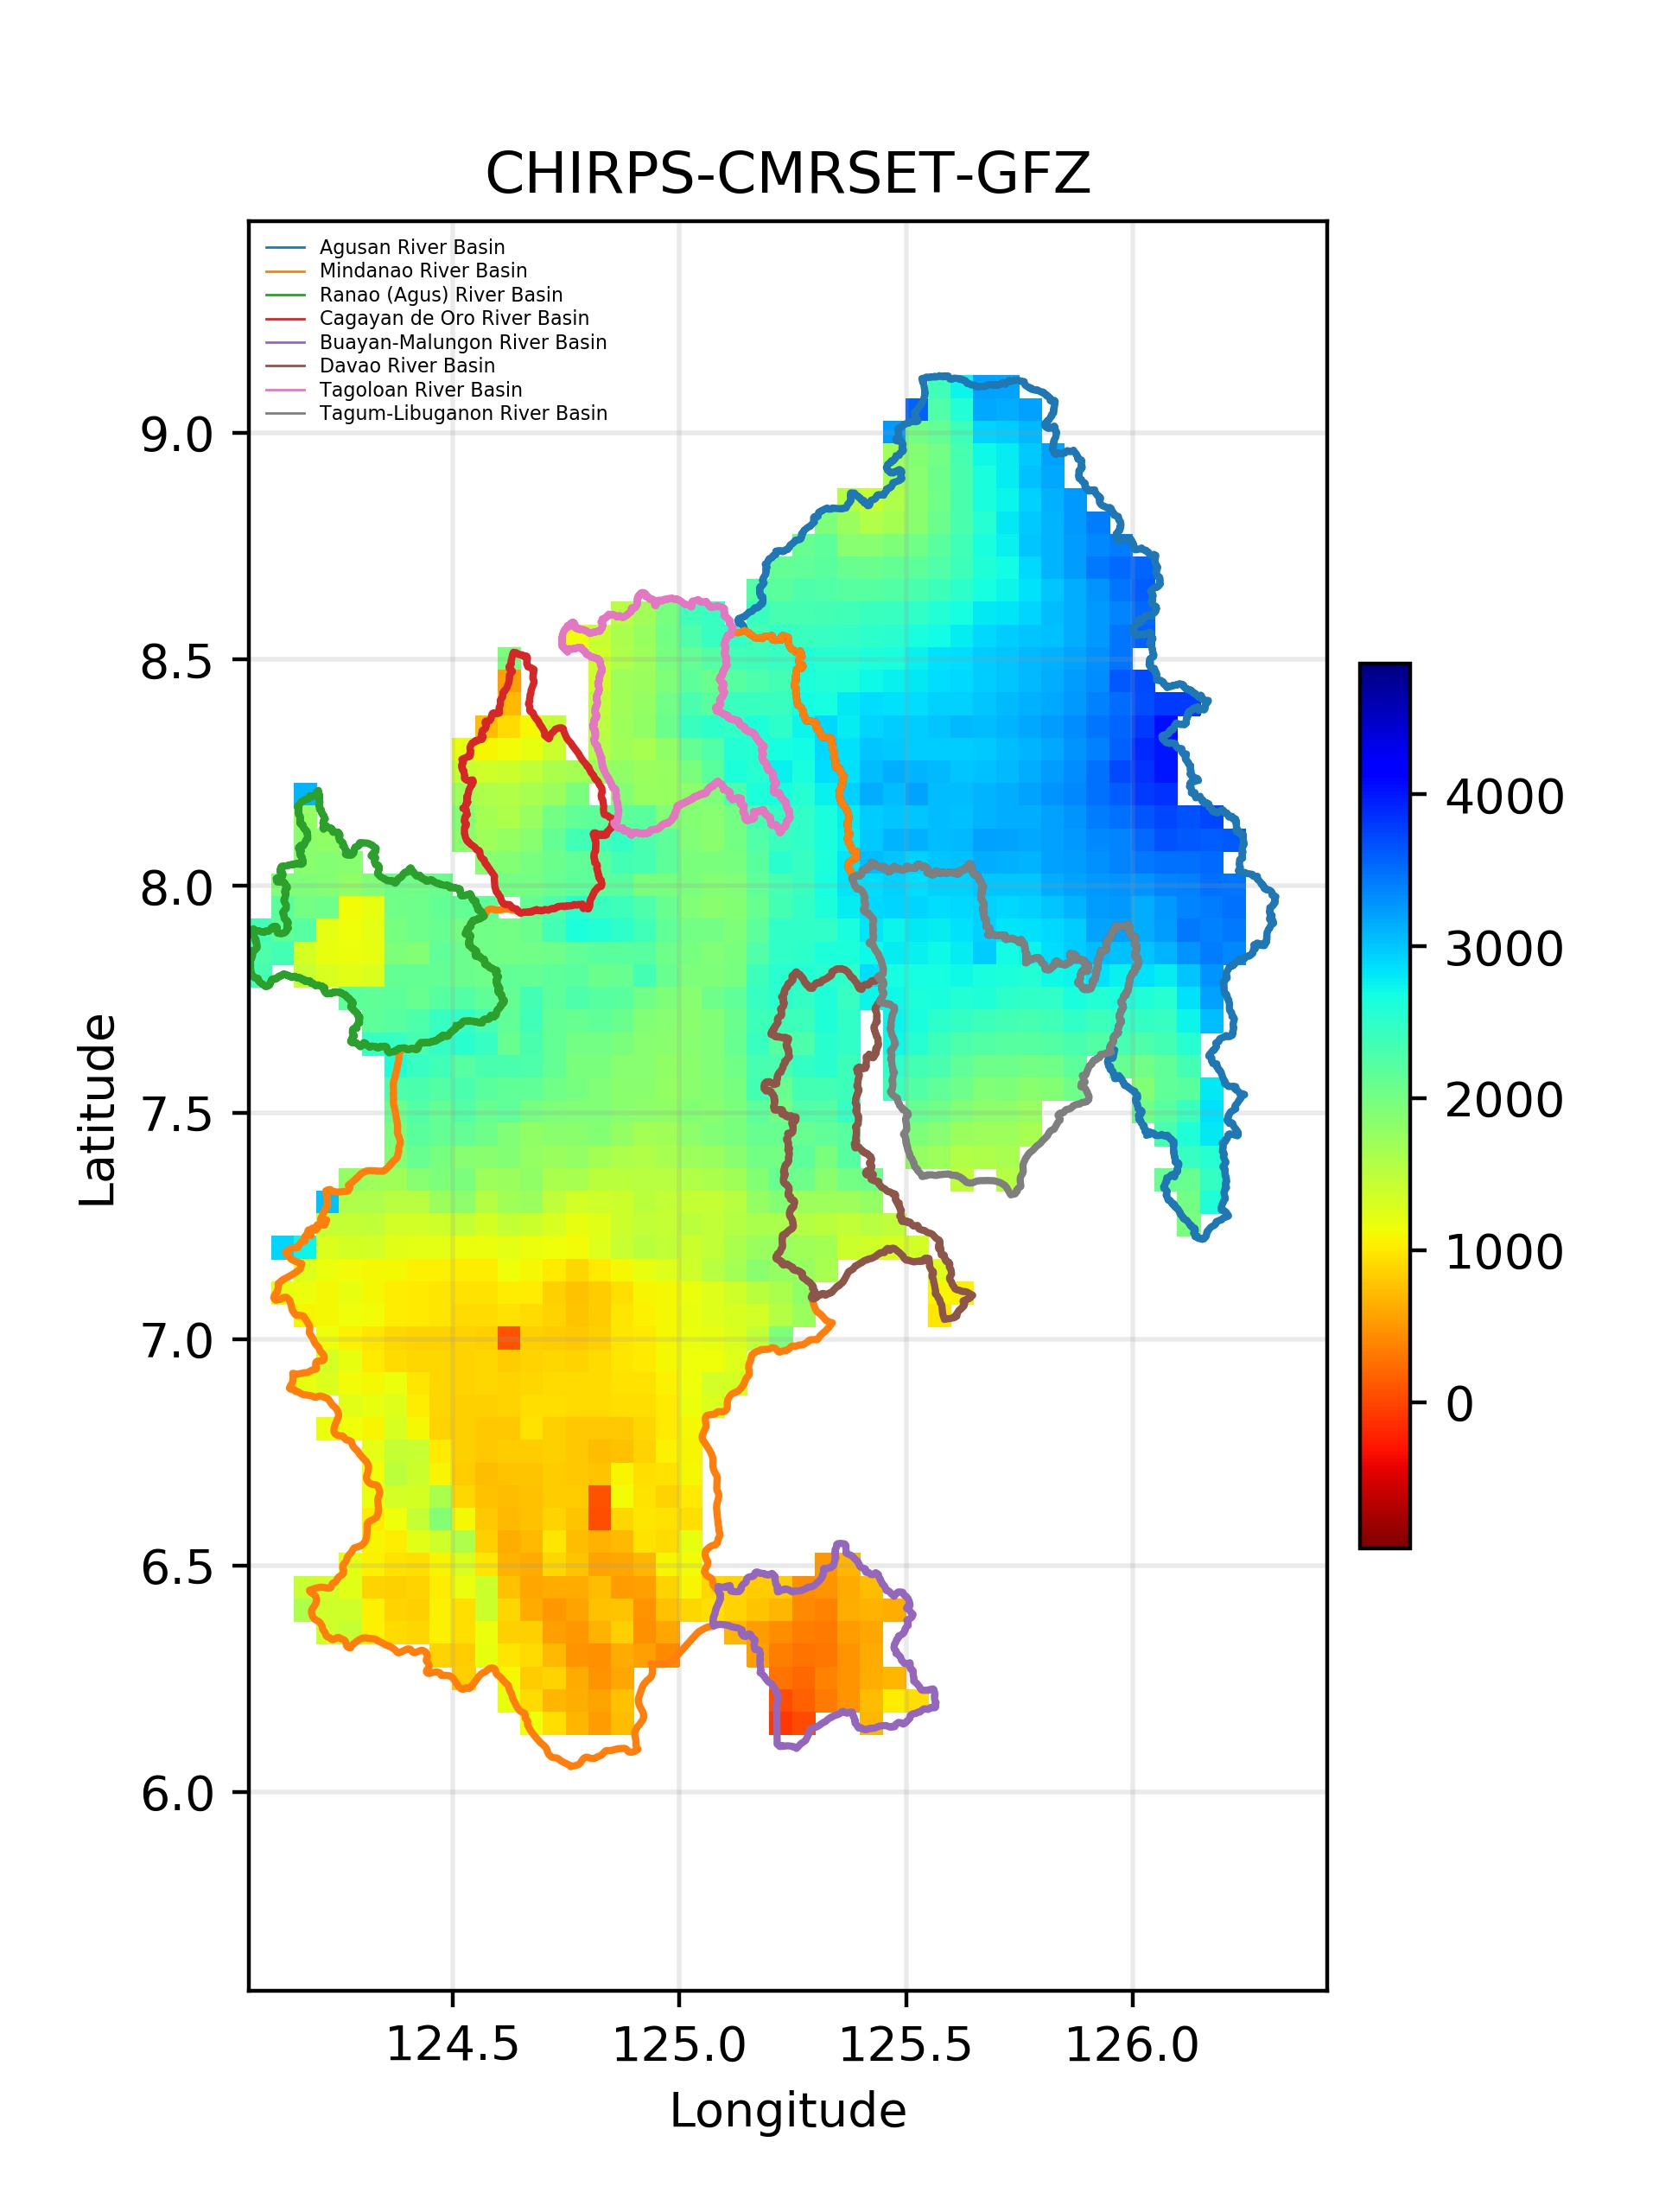 CHIRPS-CMRSET-GFZ
Agusan River Basin
Mindanao River Basin
Ranao (Agus) River Basin
Cagayan de Oro River Basin
Buayan-Malungon River Basin
Davao River Basin
Tagoloan River Basin
Tagum-Libuganon River Basin
9.0
8.5
8.0
7.5
7.0
6.5
6.0
Latitude
124.5 125.0 125.5 126.0
Longitude
4000
3000
2000
1000
0